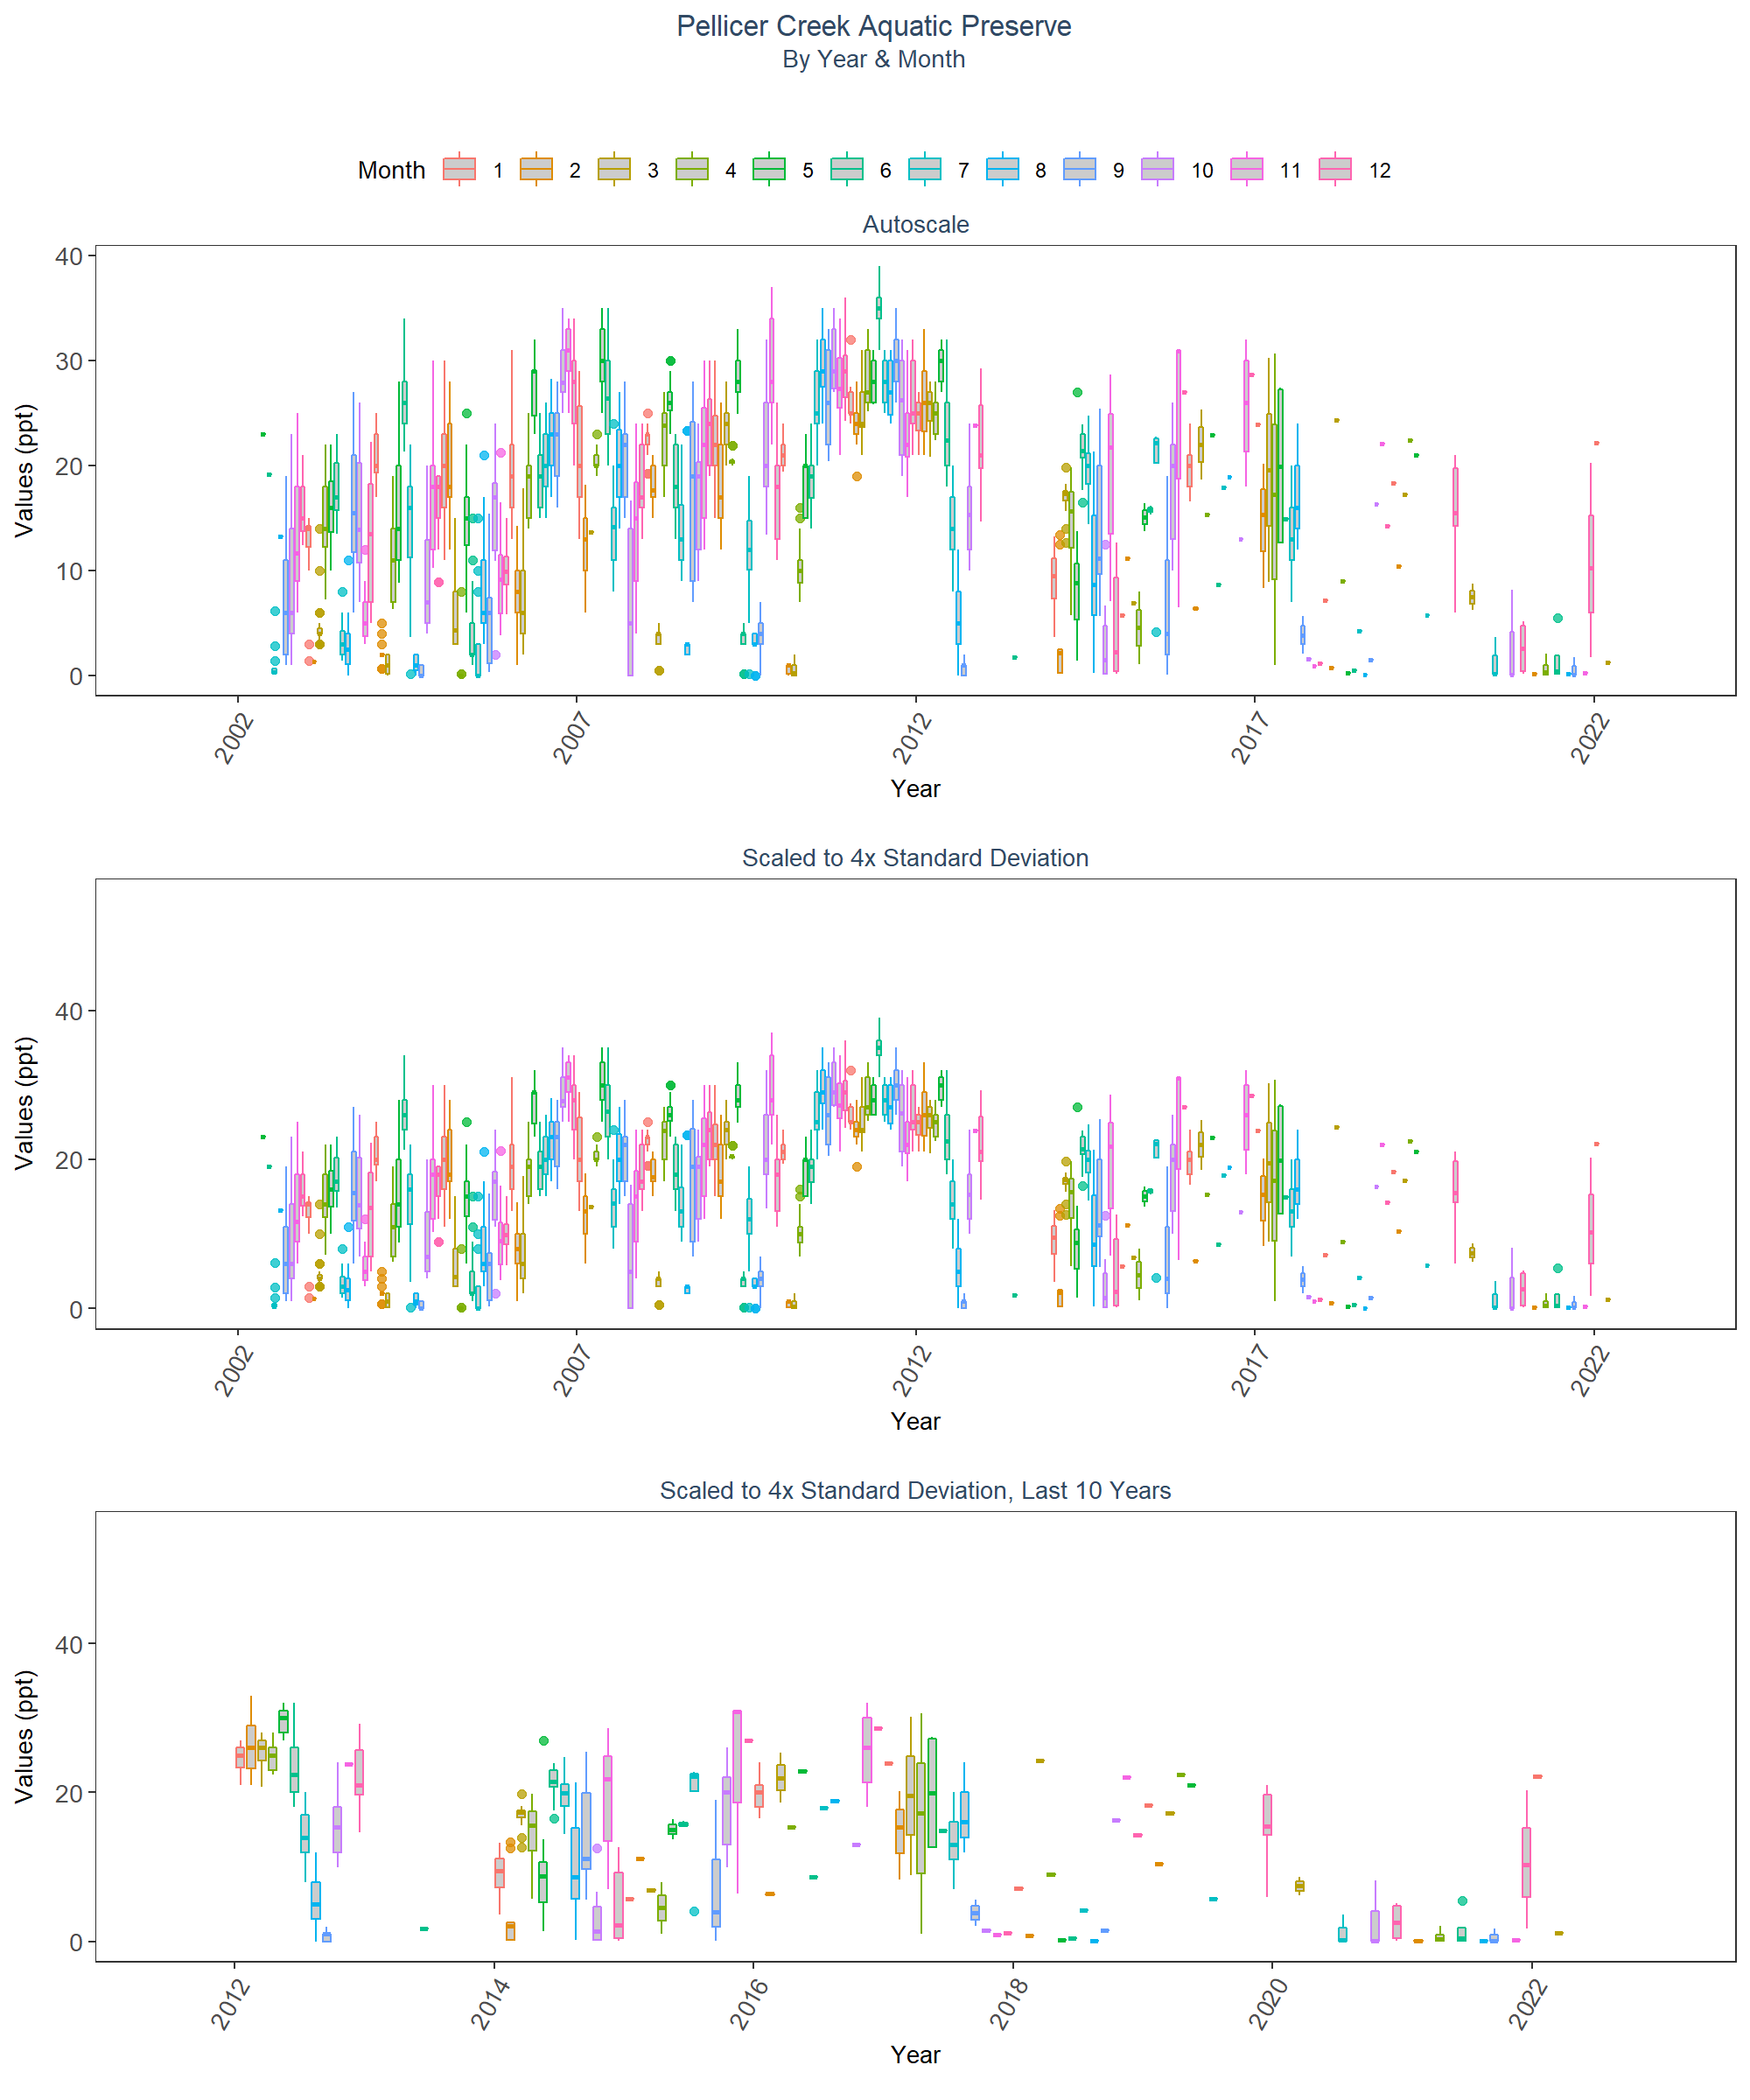 Pellicer Creek Aquatic Preserve
By Year & Month
Month 1 2 3 4 5 6 7 8 9 10 11 12
Autoscale
Values (ppt)
40
30
20
10
0
2002 2007 2012 2017 2022
Year
Scaled to 4x Standard Deviation
Values (ppt)
40
20
0
2002 2007 2012 2017 2022
Year
Scaled to 4x Standard Deviation, Last 10 Years
Values (ppt)
40
20
0
2012 2014 2016 2018 2020 2022
Year